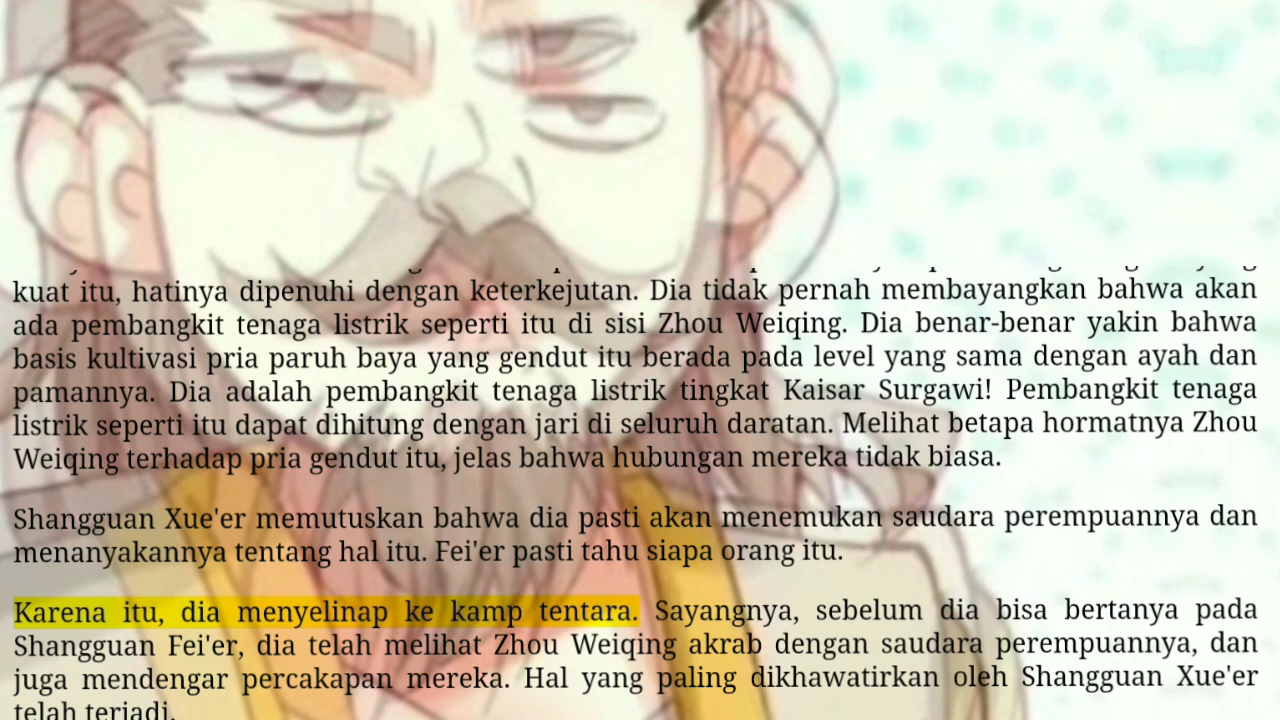 kuat itu, hatinya dipenuhi dengan keterkejutan. Dia tidak pernah membayangkan bahwa akan
ada pembangkit tenaga listrik seperti itu di sisi Zhou Weiqing. Dia benar-benar yakin bahwa
basis kultivasi pria paruh baya yang gendut itu berada pada level yang sama dengan ayah dan
pamannya. Dia adalah pembangkit tenaga listrik tingkat Kaisar Surgawi! Pembangkit tenaga
listrik seperti itu dapat dihitung dengan jari di seluruh daratan. Melihat betapa hormatnya Zhou
Weiqing terhadap pria gendut itu, jelas bahwa hubungan mereka tidak biasa.
Shangguan Xue'er memutuskan bahwa dia pasti akan menemukan saudara perempuannya dan
menanyakannya tentang hal itu. Fei'er pasti tahu siapa orang itu.
Karena itu, dia menyelinap ke kamp tentara. Sayangnya, sebelum dia bisa bertanya pada
Shangguan Fei'er, dia telah melihat Zhou Weiqing akrab dengan saudara perempuannya, dan
juga mendengar percakapan mereka. Hal yang paling dikhawatirkan oleh Shangguan Xue'er
telah terjadi.